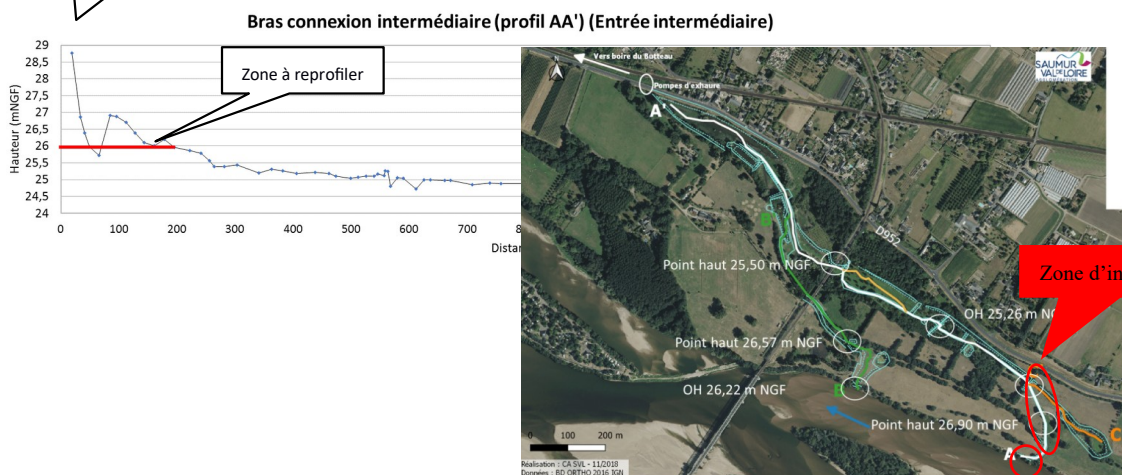 Bras connexion intermédiaire (profil AA') (Entrée intermédiaire)
Zone à reprofiler
Hauteur (mNGF)
29
28,5
28
27,5
27
26,5
26
25,5
25
24,5
24
0
100
200
300
400
500
600
700
Distan
Vers boire du Botteau
Pompes d'exhaure
SAUMUR
VAL DE LOIRE
AGGLOMÉRATION
N
A'
B'
D952
Point haut 25,50 m NGF
Zone d'in
OH 25,26 m NG
Point haut 26,57 m NGF
OH 26,22 m NGF
B
Point haut 26,90 m NGF
C
A
0 100 200 m
Réalisation : CA SVL - 11/2018
Données : BD ORTHO 2016 IGN